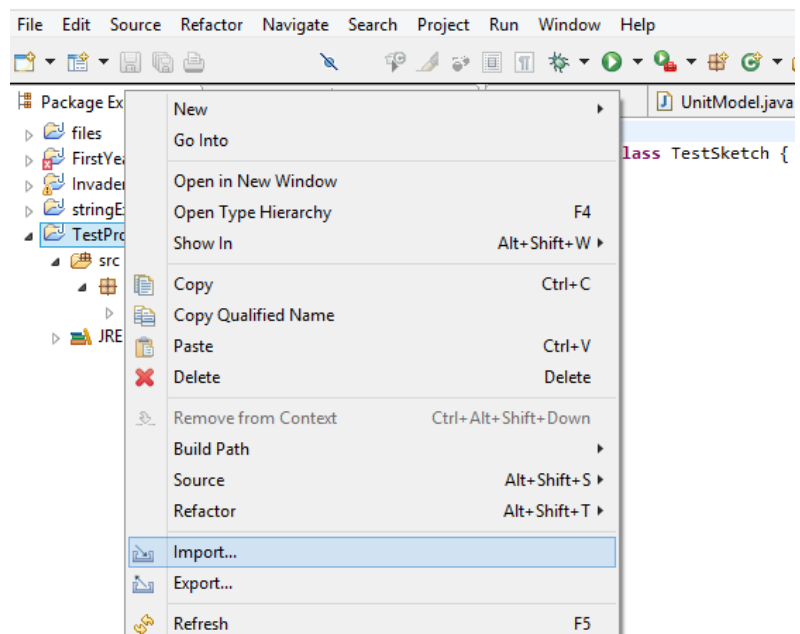 File Edit Source Refactor Navigate Search Project Run Window Help
Package Ex
UnitModel.java
files
FirstYea
Invader
stringE
TestPro
src
JRE
lass TestSketch {
New
Go Into
Open in New Window
Open Type Hierarchy F4
Show In Alt+Shift+W
Copy Ctrl+C
Copy Qualified Name
Paste Ctrl+V
Delete Delete
Remove from Context Ctrl+Alt+Shift+Down
Build Path
Source Alt+Shift+S
Refactor Alt+Shift+T
Import...
Export...
Refresh F5